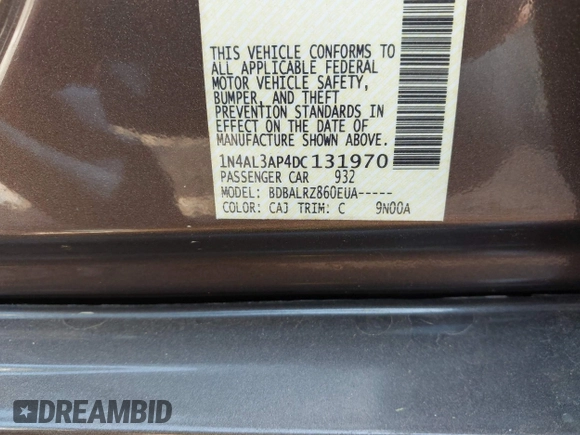 THIS VEHICLE CONFORMS TO
ALL APPLICABLE FEDERAL
MOTOR VEHICLE SAFETY,
BUMPER, AND THEFT
PREVENTION STANDARDS IN
EFFECT ON THE DATE OF
MANUFACTURE SHOWN ABOVE.
1N4AL3AP4DC131970
PASSENGER CAR 932
MODEL: BDBALRZ860EUA-----
COLOR: CAJ TRIM: C 9N00A
DREAMBID